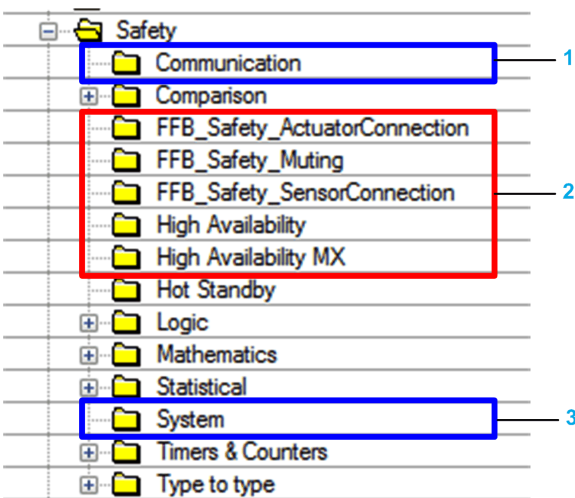 Safety
Communication 1
Comparison
FFB_Safety_ActuatorConnection
FFB_Safety_Muting
FFB_Safety_SensorConnection 2
High Availability
High Availability MX
Hot Standby
Logic
Mathematics
Statistical
System 3
Timers & Counters
Type to type